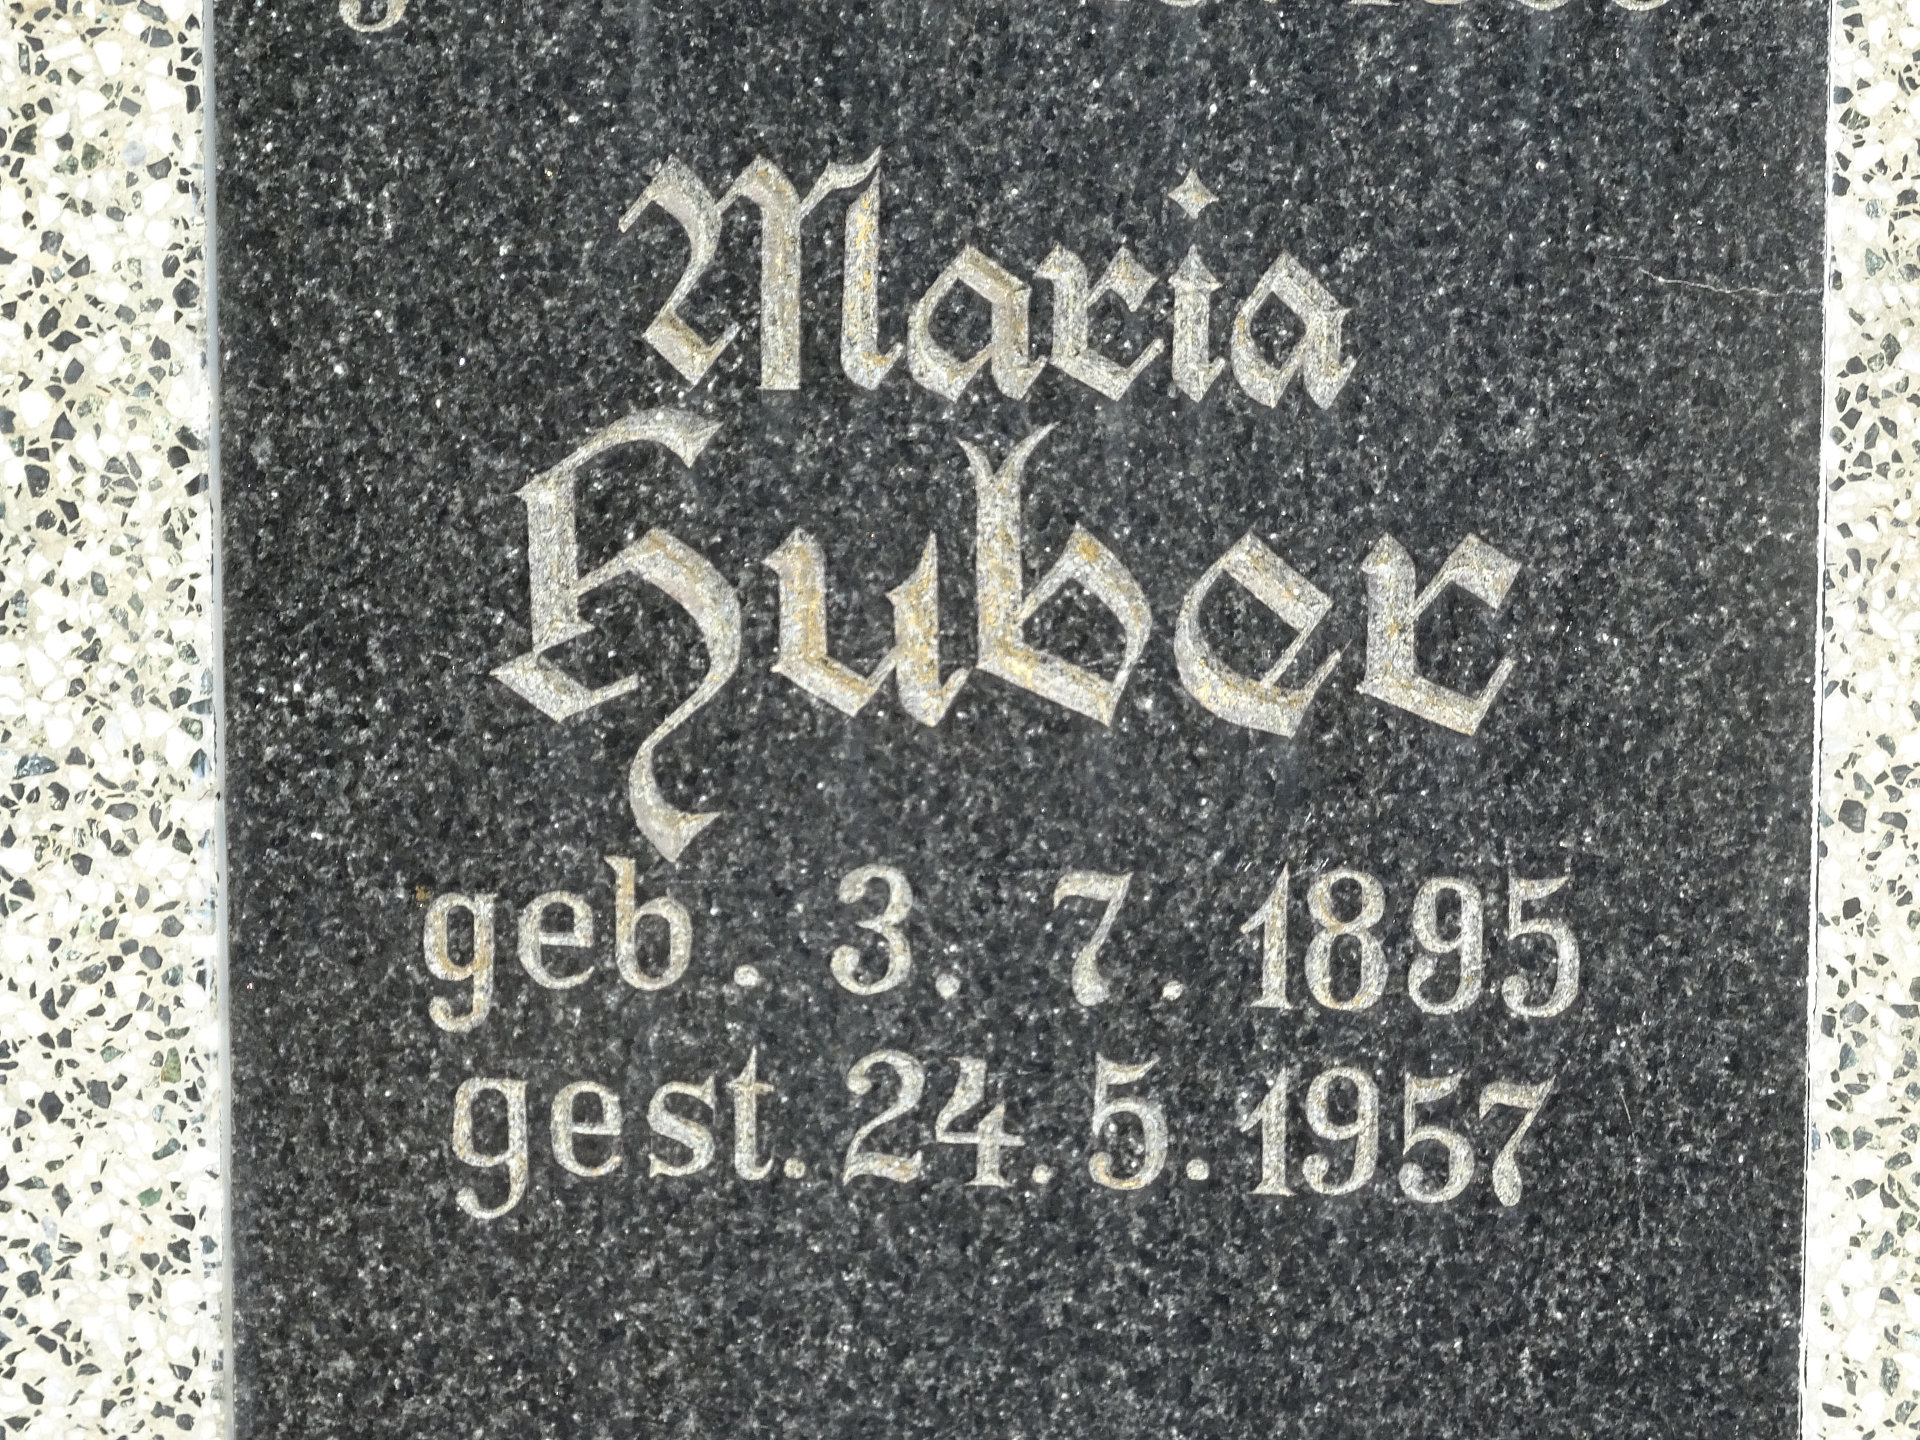 Maria
Huber
geb. 3. 7. 1895
gest. 24. 5. 1957